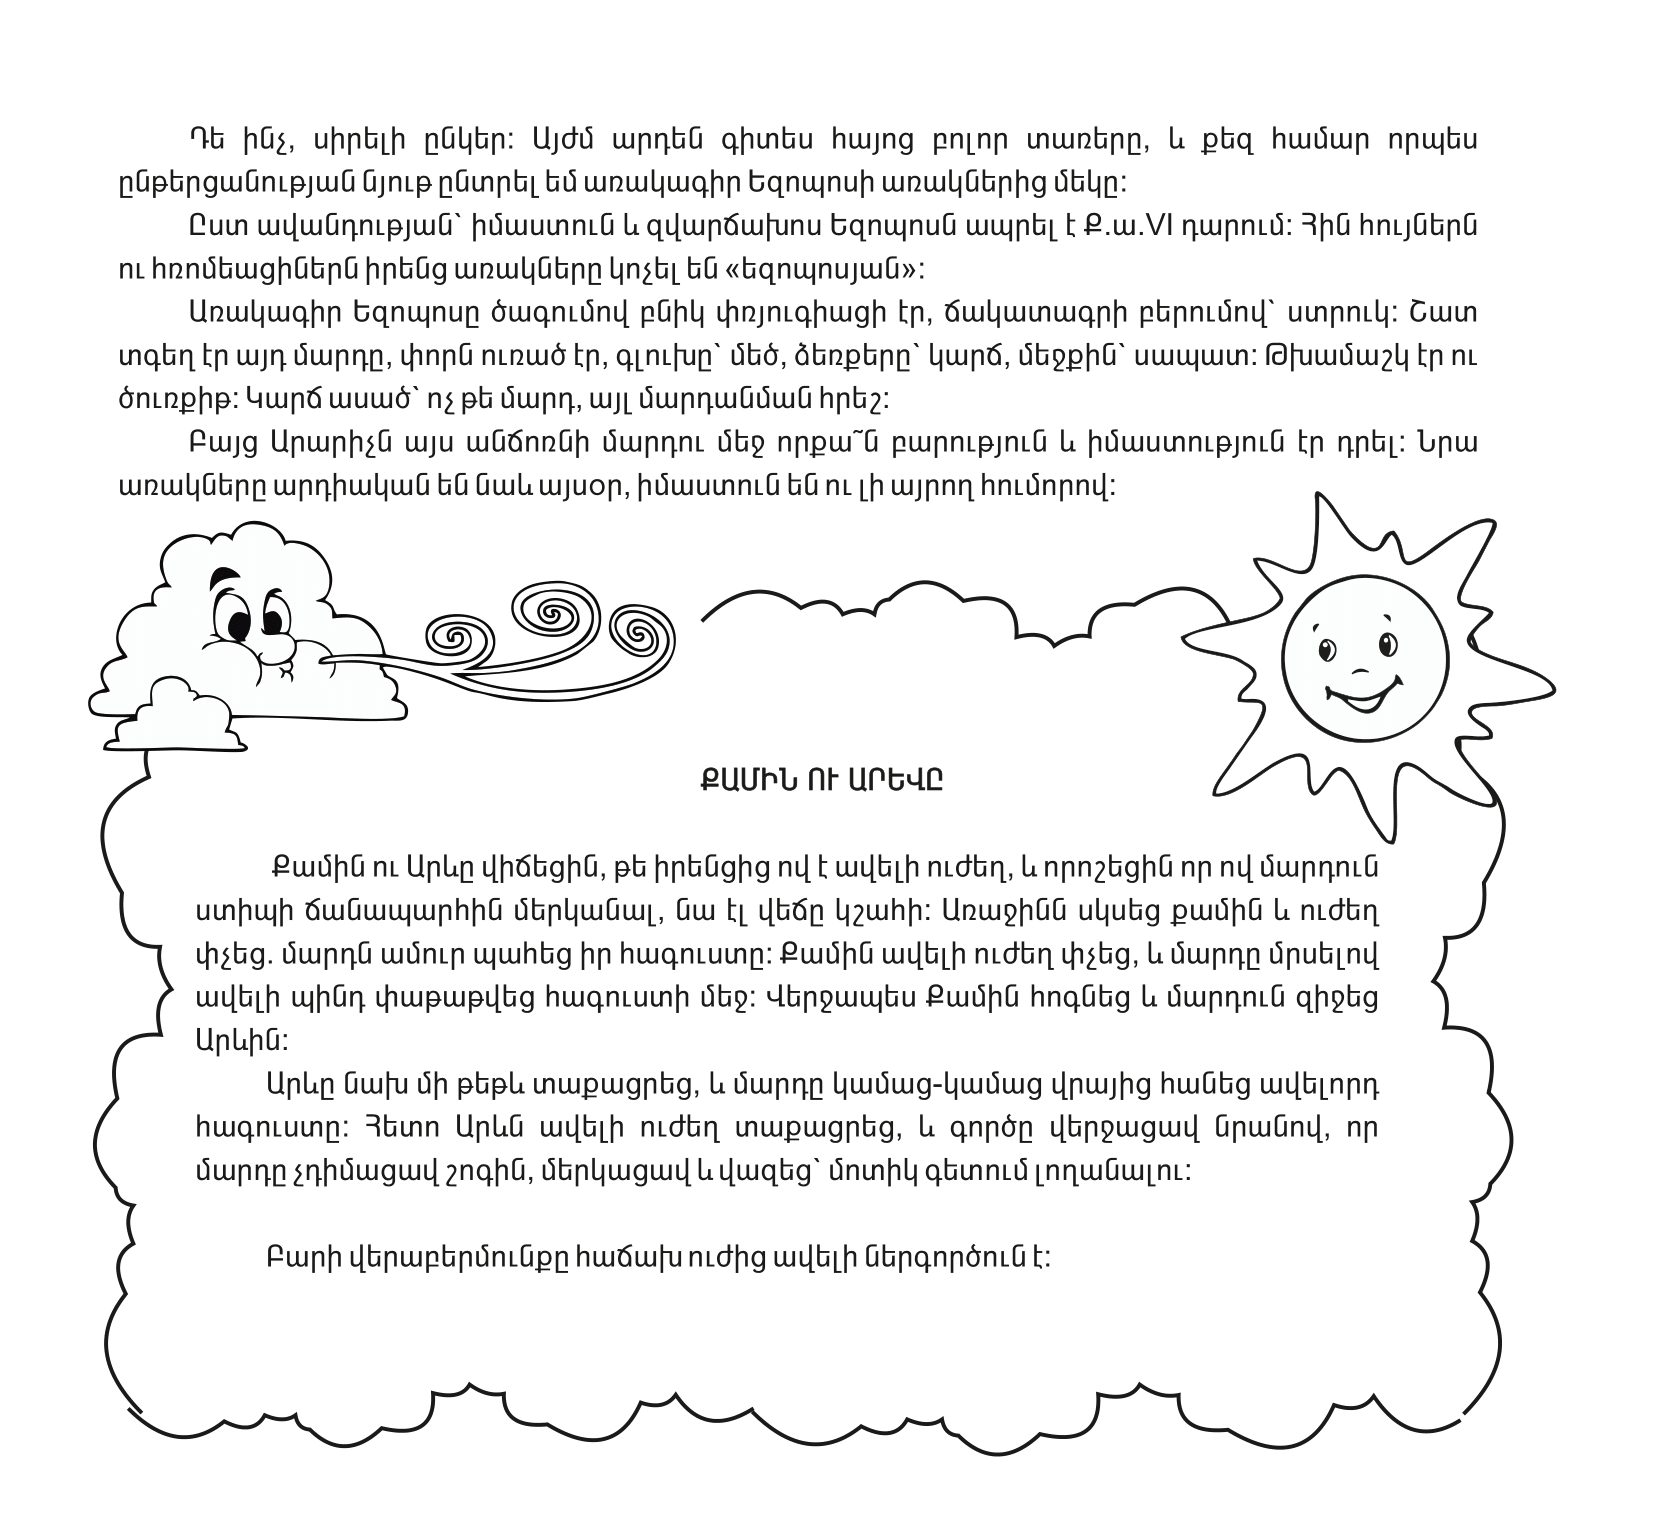 Դե ինչ, սիրելի ընկեր: Այժմ արդեն գիտես հայոց բոլոր տառերը, և քեզ համար որպես
ընթերցանության նյութ ընտրել եմ առակագիր Եզոպոսի առակներից մեկը:
Ըստ ավանդության՝ իմաստուն և զվարճախոս Եզոպոսն ապրել է Ք.ա.VI դարում: Հին հույներն
ու հռոմեացիներն իրենց առակները կոչել են «եզոպոսյան»:
Առակագիր Եզոպոսը ծագումով բնիկ փռյուգիացի էր, ճակատագրի բերումով՝ ստրուկ: Շատ
տգեղ էր այդ մարդը, փորն ուռած էր, գլուխը՝ մեծ, ձեռքերը՝ կարճ, մեջքին՝ սապատ: Թխամաշկ էր ու
ծուռքիթ: Կարճ ասած՝ ոչ թե մարդ, այլ մարդանման հրեշ:
Բայց Արարիչն այս անճոռնի մարդու մեջ որքա՜ն բարություն և իմաստություն էր դրել: Նրա
առակները արդիական են նաև այսօր, իմաստուն են ու լի այրող հումորով:
ՔԱՄԻՆ ՈՒ ԱՐԵՎԸ
Քամին ու Արևը վիճեցին, թե իրենցից ով է ավելի ուժեղ, և որոշեցին որ ով մարդուն
ստիպի ճանապարհին մերկանալ, նա էլ վեճը կշահի: Առաջինն սկսեց քամին և ուժեղ
փչեց. մարդն ամուր պահեց իր հագուստը: Քամին ավելի ուժեղ փչեց, և մարդը մրսելով
ավելի պինդ փաթաթվեց հագուստի մեջ: Վերջապես Քամին հոգնեց և մարդուն զիջեց
Արևին:
Արևը նախ մի թեթև տաքացրեց, և մարդը կամաց-կամաց վրայից հանեց ավելորդ
հագուստը: Հետո Արևն ավելի ուժեղ տաքացրեց, և գործը վերջացավ նրանով, որ
մարդը չդիմացավ շոգին, մերկացավ և վազեց՝ մոտիկ գետում լողանալու:
Բարի վերաբերմունքը հաճախ ուժից ավելի ներգործուն է: